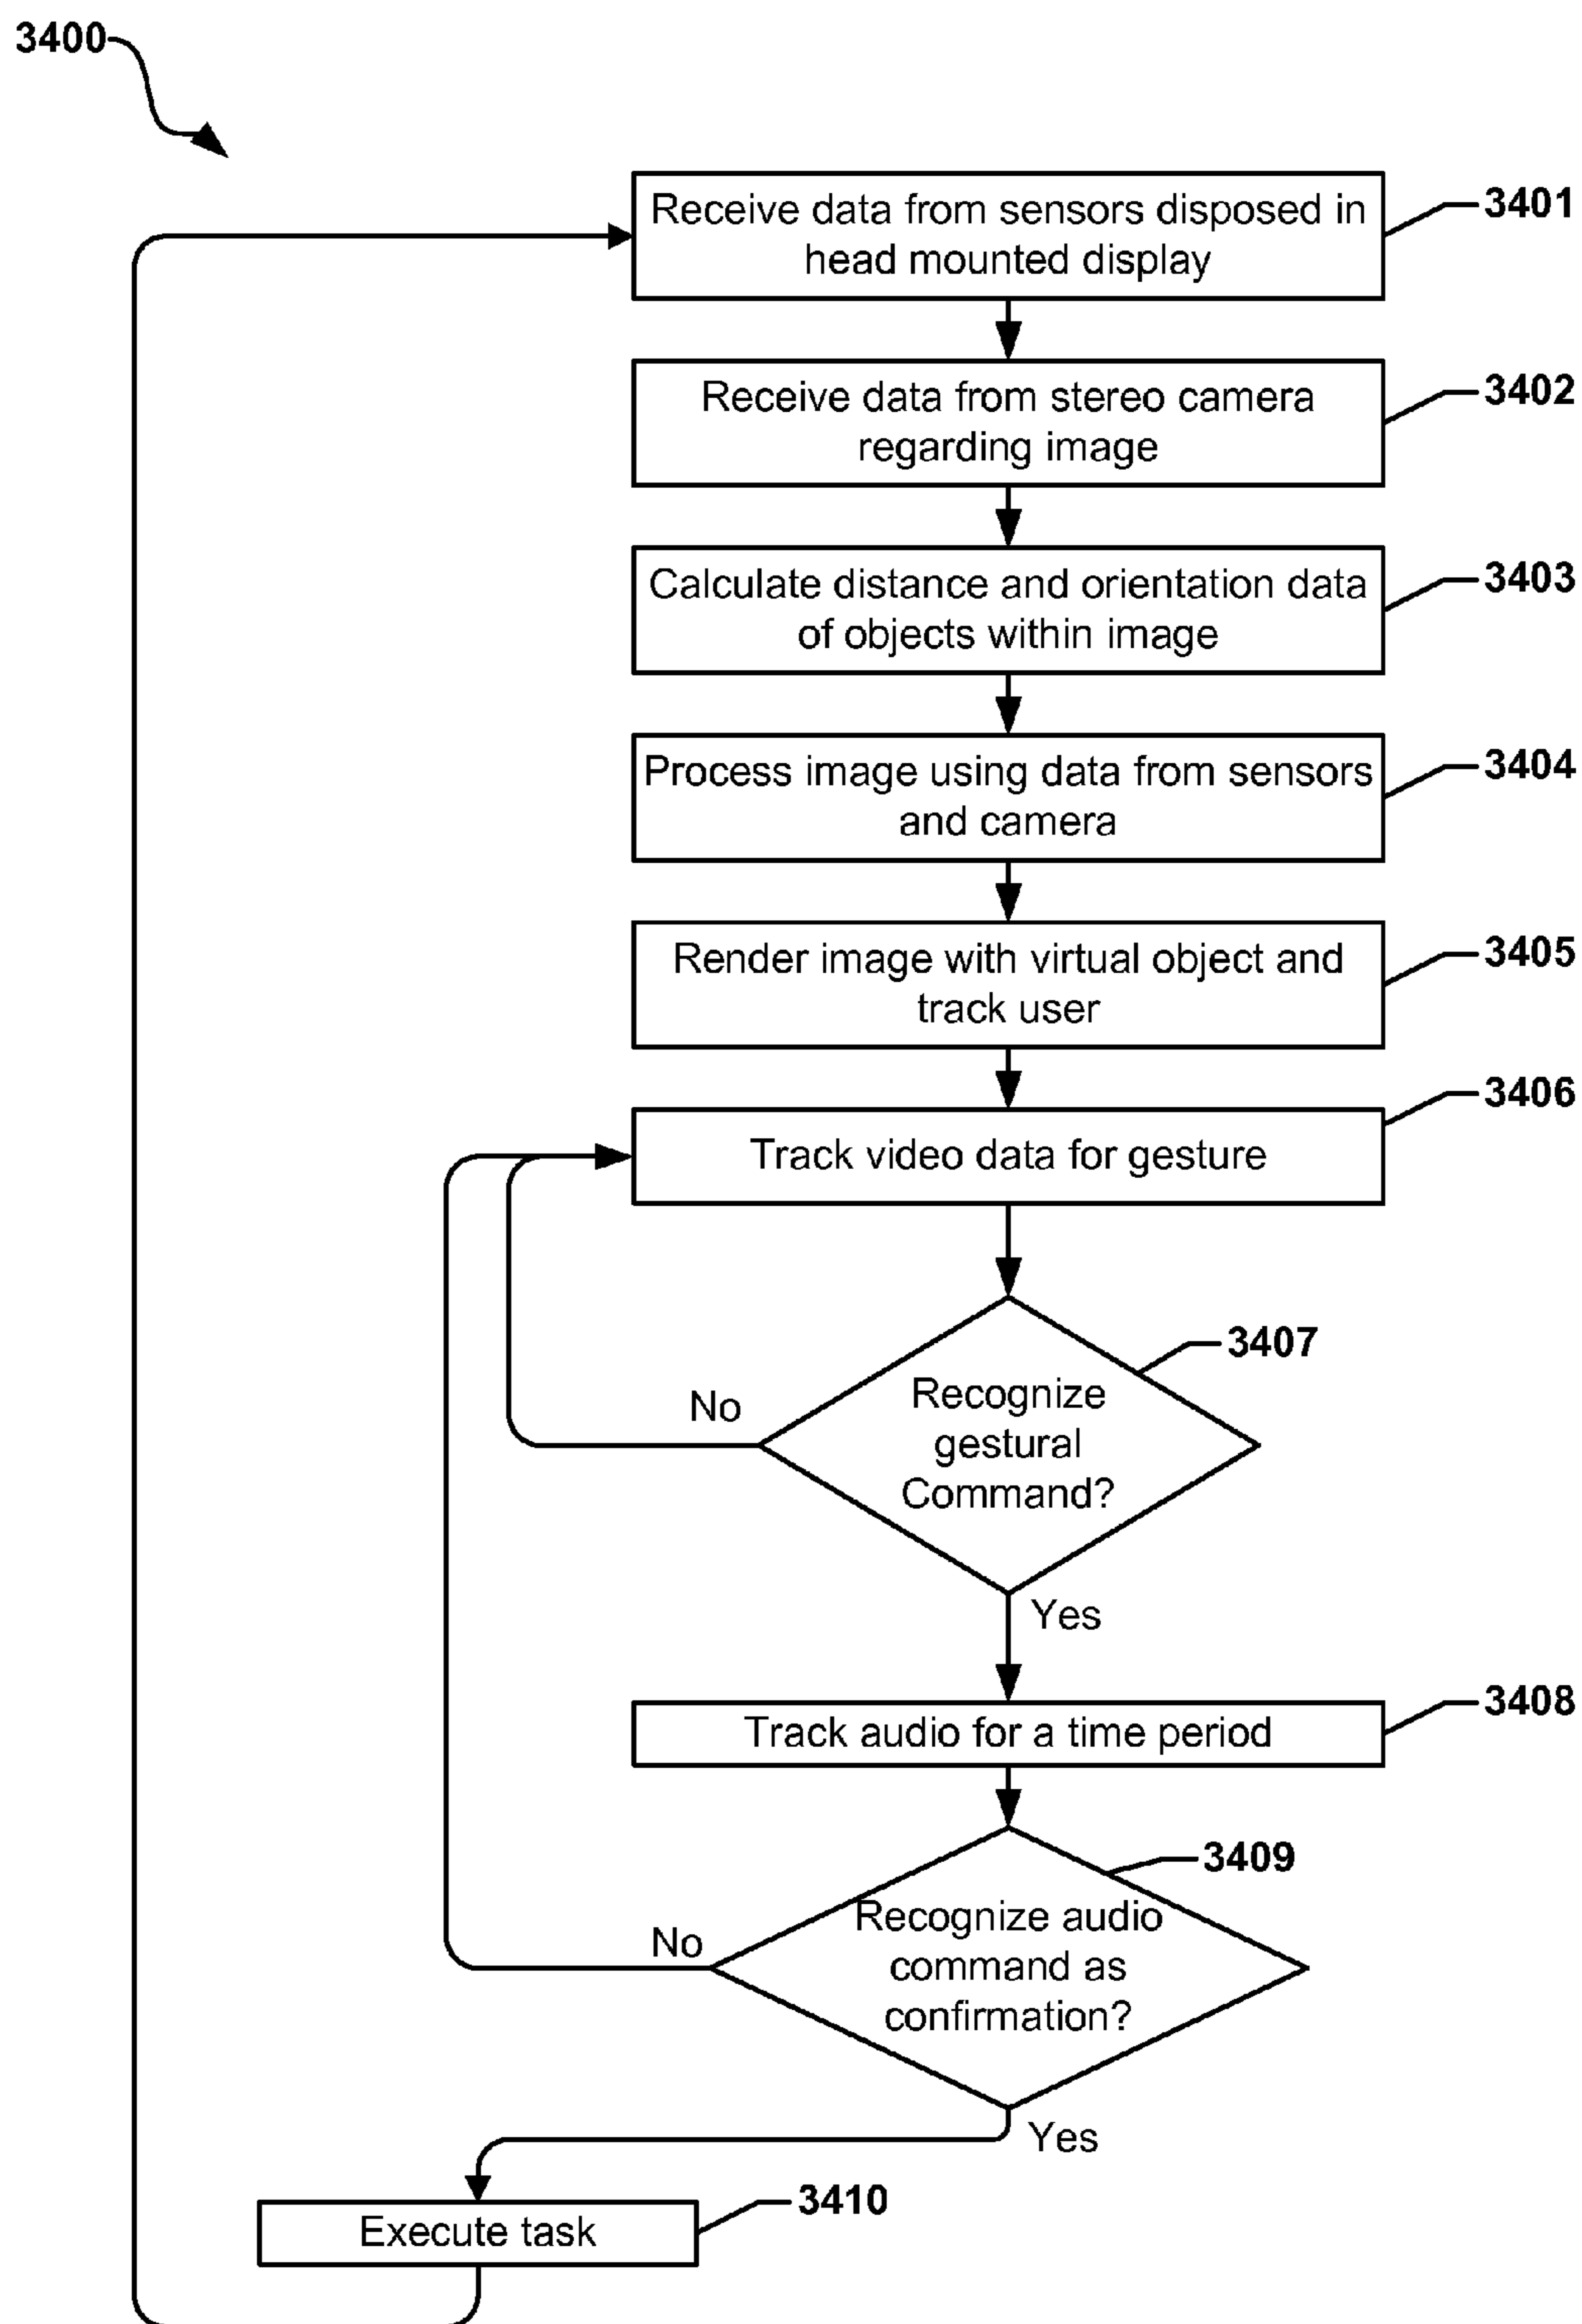 3400
Receive data from sensors disposed in
head mounted display
3401
Receive data from stereo camera
regarding image
3402
Calculate distance and orientation data
of objects within image
3403
Process image using data from sensors
and camera
3404
Render image with virtual object and
track user
3405
3406
Track video data for gesture
3407
Recognize
gestural
Command?
No
Yes
3408
Track audio for a time period
3409
Recognize audio
command as
confirmation?
No
Yes
3410
Execute task